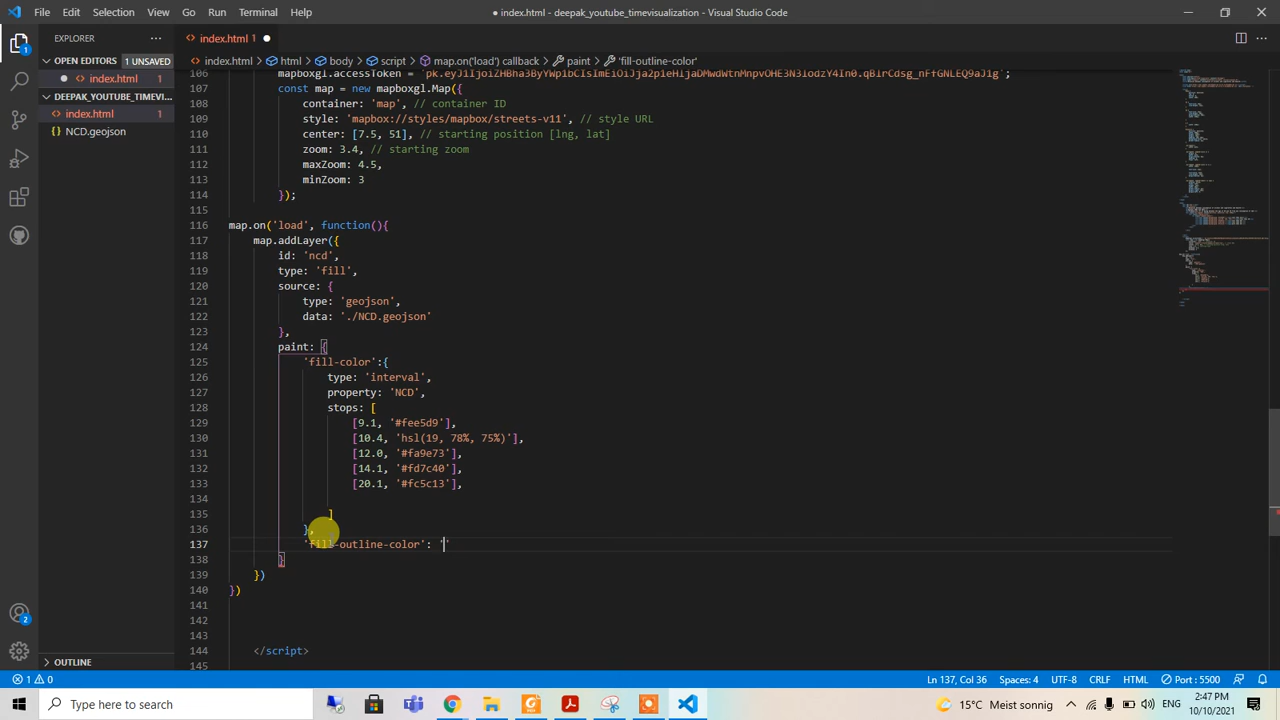 File Edit Selection View Go Run Terminal Help
● index.html - deepak_youtube_timevisualization - Visual Studio Code
EXPLORER ···
index.html 1 ●
OPEN EDITORS 1 UNSAVED
index.html > html > body > script > map.on('load') callback > paint > 'fill-outline-color'
● index.html 1
DEEPAK_YOUTUBE_TIMEVI...
index.html 1
NCD.geojson
106
107 const map = new mapboxgl.Map({
108 container: 'map', // container ID
109 style: 'mapbox://styles/mapbox/streets-v11', // style URL
110 center: [7.5, 51], // starting position [lng, lat]
111 zoom: 3.4, // starting zoom
112 maxZoom: 4.5,
113 minZoom: 3
114 });
115
116 map.on('load', function(){
117 map.addLayer({
118 id: 'ncd',
119 type: 'fill',
120 source: {
121 type: 'geojson',
122 data: './NCD.geojson'
123 },
124 paint: {
125 'fill-color':{
126 type: 'interval',
127 property: 'NCD',
128 stops: [
129 [9.1, '#fee5d9'],
130 [10.4, 'hsl(19, 78%, 75%)'],
131 [12.0, '#fa9e73'],
132 [14.1, '#fd7c40'],
133 [20.1, '#fc5c13'],
134
135 ]
136 },
137 'fill-outline-color': ''
138 }
139 })
140 })
141
142
143
144 </script>
145
OUTLINE
1 0 Ln 137, Col 36 Spaces: 4 UTF-8 CRLF HTML Port : 5500
Type here to search
15°C Meist sonnig
2:47 PM
10/10/2021